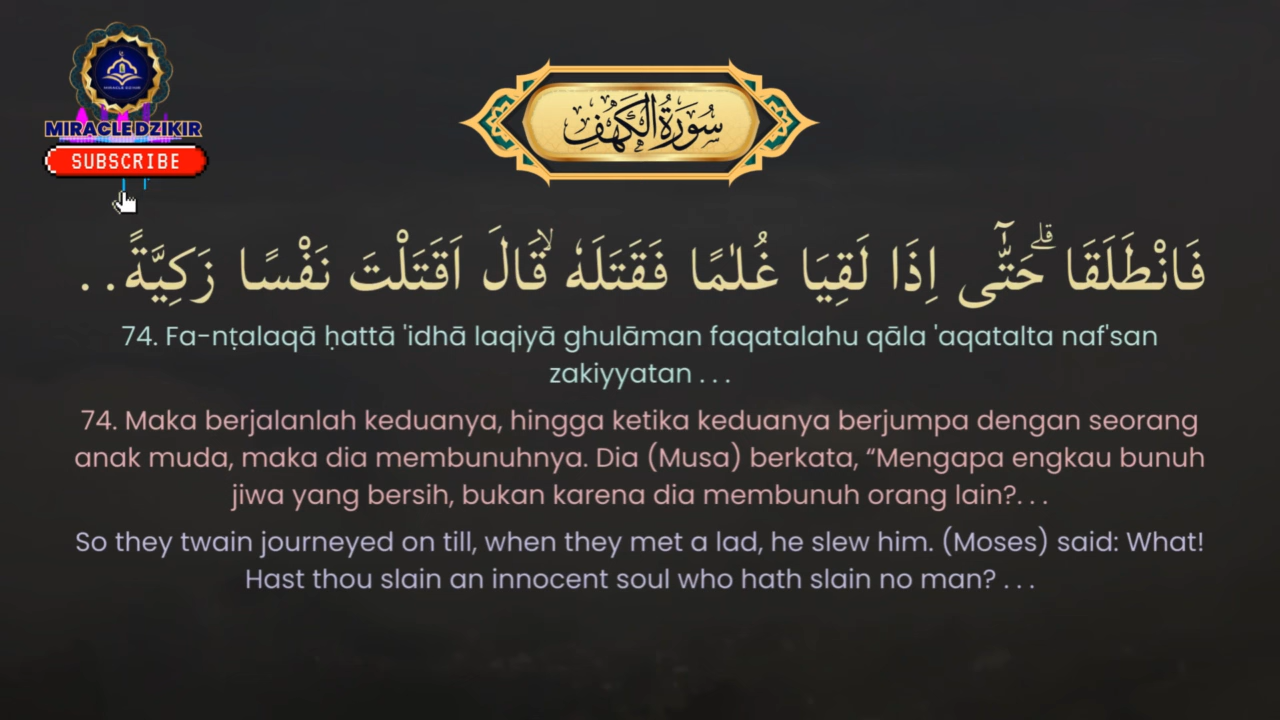 MIRACLE DZIKIR
SUBSCRIBE
سُورَةُ الكَهْفِ
فَانْطَلَقَا ۗ حَتّٰٓى اِذَا لَقِيَا غُلٰمًا فَقَتَلَهٗ ۙ قَالَ اَقَتَلْتَ نَفْسًا زَكِيَّةً. .
74. Fa-nṭalaqā ḥattā 'idhā laqiyā ghulāman faqatalahu qāla 'aqatalta naf'san
zakiyyatan . . .
74. Maka berjalanlah keduanya, hingga ketika keduanya berjumpa dengan seorang
anak muda, maka dia membunuhnya. Dia (Musa) berkata, “Mengapa engkau bunuh
jiwa yang bersih, bukan karena dia membunuh orang lain?. . .
So they twain journeyed on till, when they met a lad, he slew him. (Moses) said: What!
Hast thou slain an innocent soul who hath slain no man? . . .